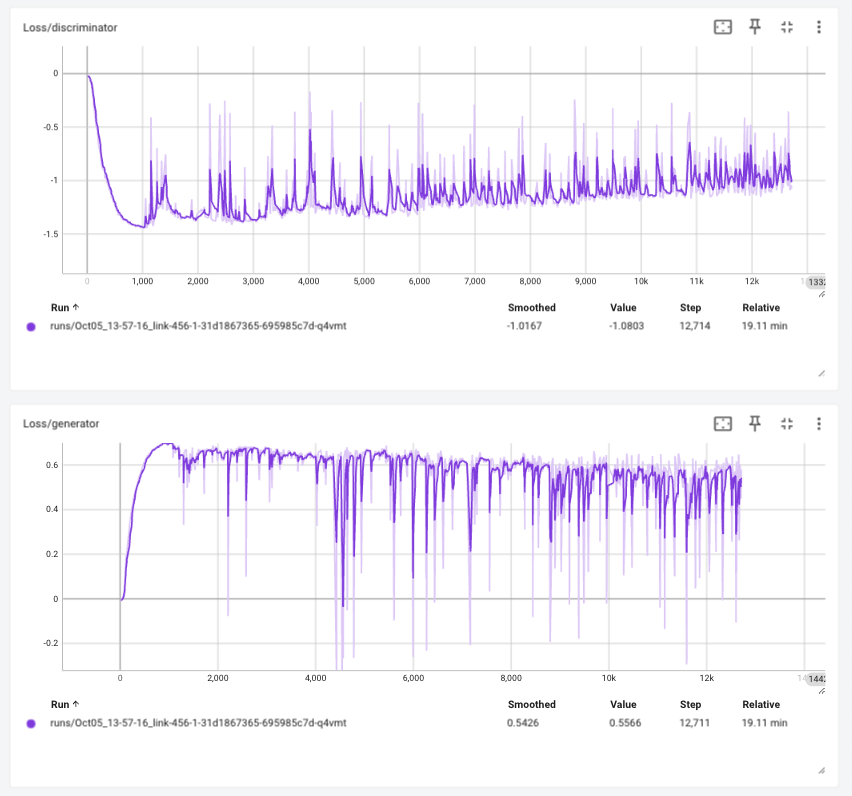 Loss/discriminator
0
-0.5
-1
-1.5
0 1,000 2,000 3,000 4,000 5,000 6,000 7,000 8,000 9,000 10k 11k 12k 1332
Run ↑ Smoothed Value Step Relative
runs/Oct05_13-57-16_link-456-1-31d1867365-695985c7d-q4vmt -1.0167 -1.0803 12,714 19.11 min
Loss/generator
0.6
0.4
0.2
0
-0.2
0 2,000 4,000 6,000 8,000 10k 12k
Run ↑ Smoothed Value Step Relative
runs/Oct05_13-57-16_link-456-1-31d1867365-695985c7d-q4vmt 0.5426 0.5566 12,711 19.11 min